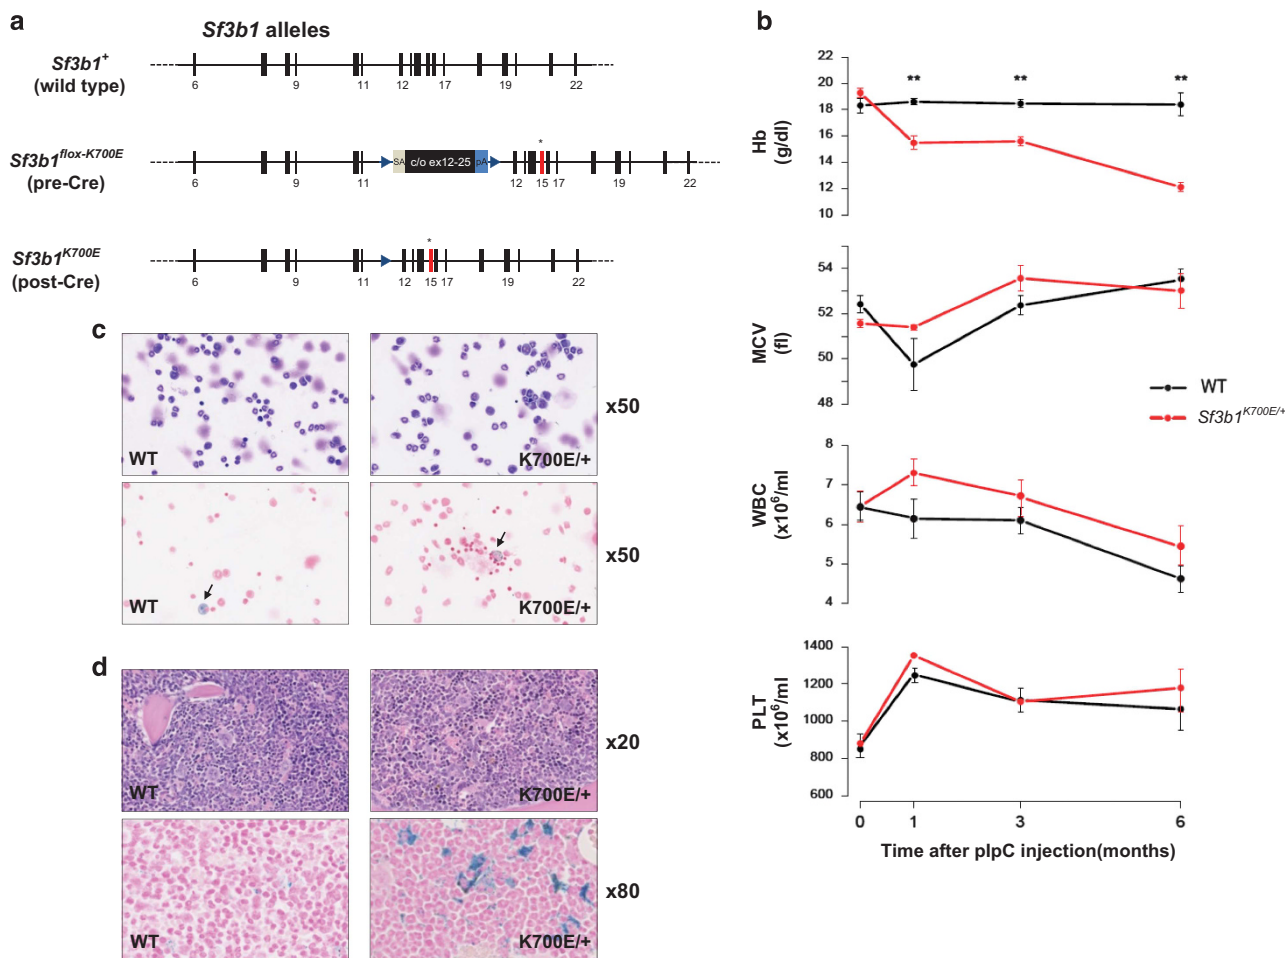 a
Sf3b1 alleles
Sf3b1+
(wild type)
6 9 11 12 17 19 22
Sf3b1flox-K700E
(pre-Cre)
*
SA c/o ex12-25 pA
6 9 11 12 15 17 19 22
Sf3b1K700E
(post-Cre)
*
6 9 11 12 15 17 19 22
b
Hb
(g/dl)
22
20
18
16
14
12
10
** ** **
MCV
(fl)
54
52
50
48
WT
Sf3b1K700E/+
WBC
(x106/ml)
8
7
6
5
4
PLT
(x106/ml)
1400
1200
1000
800
600
0 1 3 6
Time after pIpC injection(months)
c
WT
K700E/+
x50
WT
K700E/+
x50
d
WT
K700E/+
x20
WT
K700E/+
x80